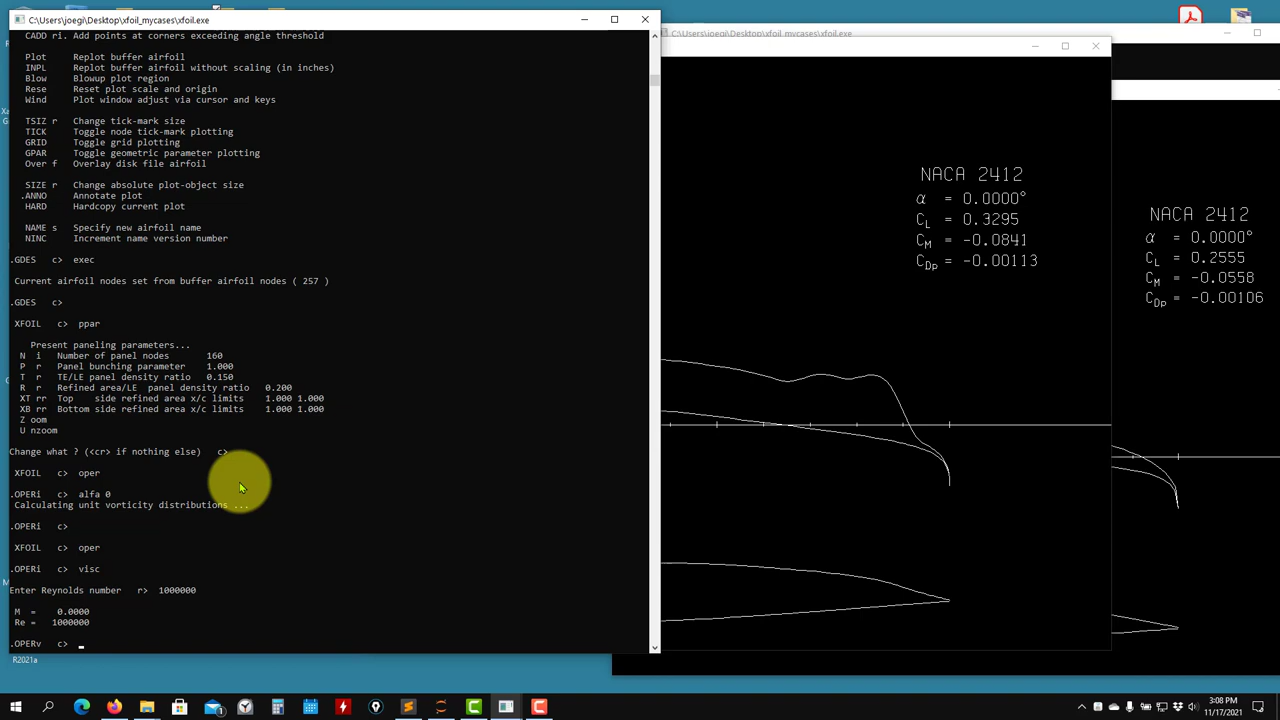 C:\Users\joegi\Desktop\xfoil_mycases\xfoil.exe
CADD ri. Add points at corners exceeding angle threshold
Plot Replot buffer airfoil
INPL Replot buffer airfoil without scaling (in inches)
Blow Blowup plot region
Rese Reset plot scale and origin
Wind Plot window adjust via cursor and keys
TSIZ r Change tick-mark size
TICK Toggle node tick-mark plotting
GRID Toggle grid plotting
GPAR Toggle geometric parameter plotting
Over f Overlay disk file airfoil
SIZE r Change absolute plot-object size
.ANNO Annotate plot
HARD Hardcopy current plot
NAME s Specify new airfoil name
NINC Increment name version number
.GDES c> exec
Current airfoil nodes set from buffer airfoil nodes ( 257 )
.GDES c>
XFOIL c> ppar
Present paneling parameters...
N i Number of panel nodes 160
P r Panel bunching parameter 1.000
T r TE/LE panel density ratio 0.150
R r Refined area/LE panel density ratio 0.200
XT rr Top side refined area x/c limits 1.000 1.000
XB rr Bottom side refined area x/c limits 1.000 1.000
Z oom
U nzoom
Change what ? (<cr> if nothing else) c>
XFOIL c> oper
.OPERi c> alfa 0
Calculating unit vorticity distributions ...
.OPERi c>
XFOIL c> oper
.OPERi c> visc
Enter Reynolds number r> 1000000
M = 0.0000
Re = 1000000
.OPERv c>
C:\Users\joegi\Desktop\xfoil_mycases\xfoil.exe
NACA 2412
α = 0.0000°
CL = 0.3295
CM = -0.0841
CDp = -0.00113
NACA 2412
α = 0.0000°
CL = 0.2555
CM = -0.0558
CDp = -0.00106
R2021a
3:08 PM
11/17/2021